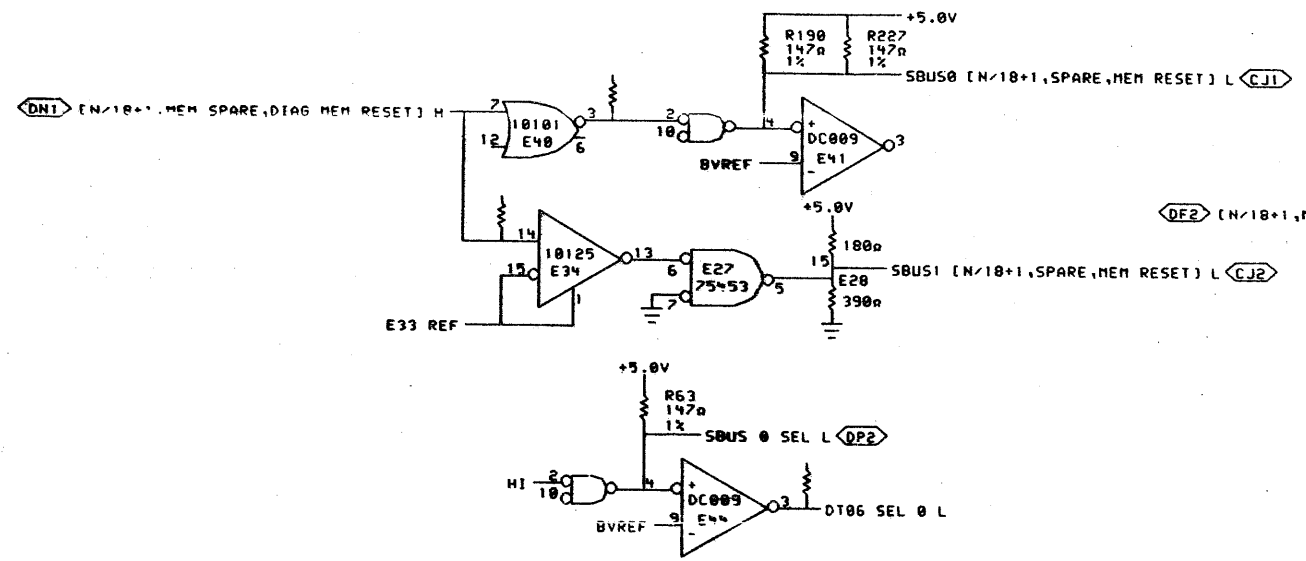 +5.0V
R190 R227
147Ω 147Ω
1% 1%
SBUS0 [N/18+1,SPARE,MEM RESET] L CJ1
DN1 [N/18+1.MEM SPARE,DIAG MEM RESET] H
7 3 2 4
10101 10 + DC009 3
12 E40 6 E41
BVREF 9 -
+5.0V
DF2 [N/18+1,
180Ω
14 15
10125 13 SBUS1 [N/18+1,SPARE,MEM RESET] L CJ2
15 E34 6 E27 E28
1 75453 5 390Ω
7
E33 REF
+5.0V
R63
147Ω
1%
SBUS 0 SEL L DP2
HI 2 4 +
10 DC009 3
E44 DT06 SEL 0 L
BVREF 9 -